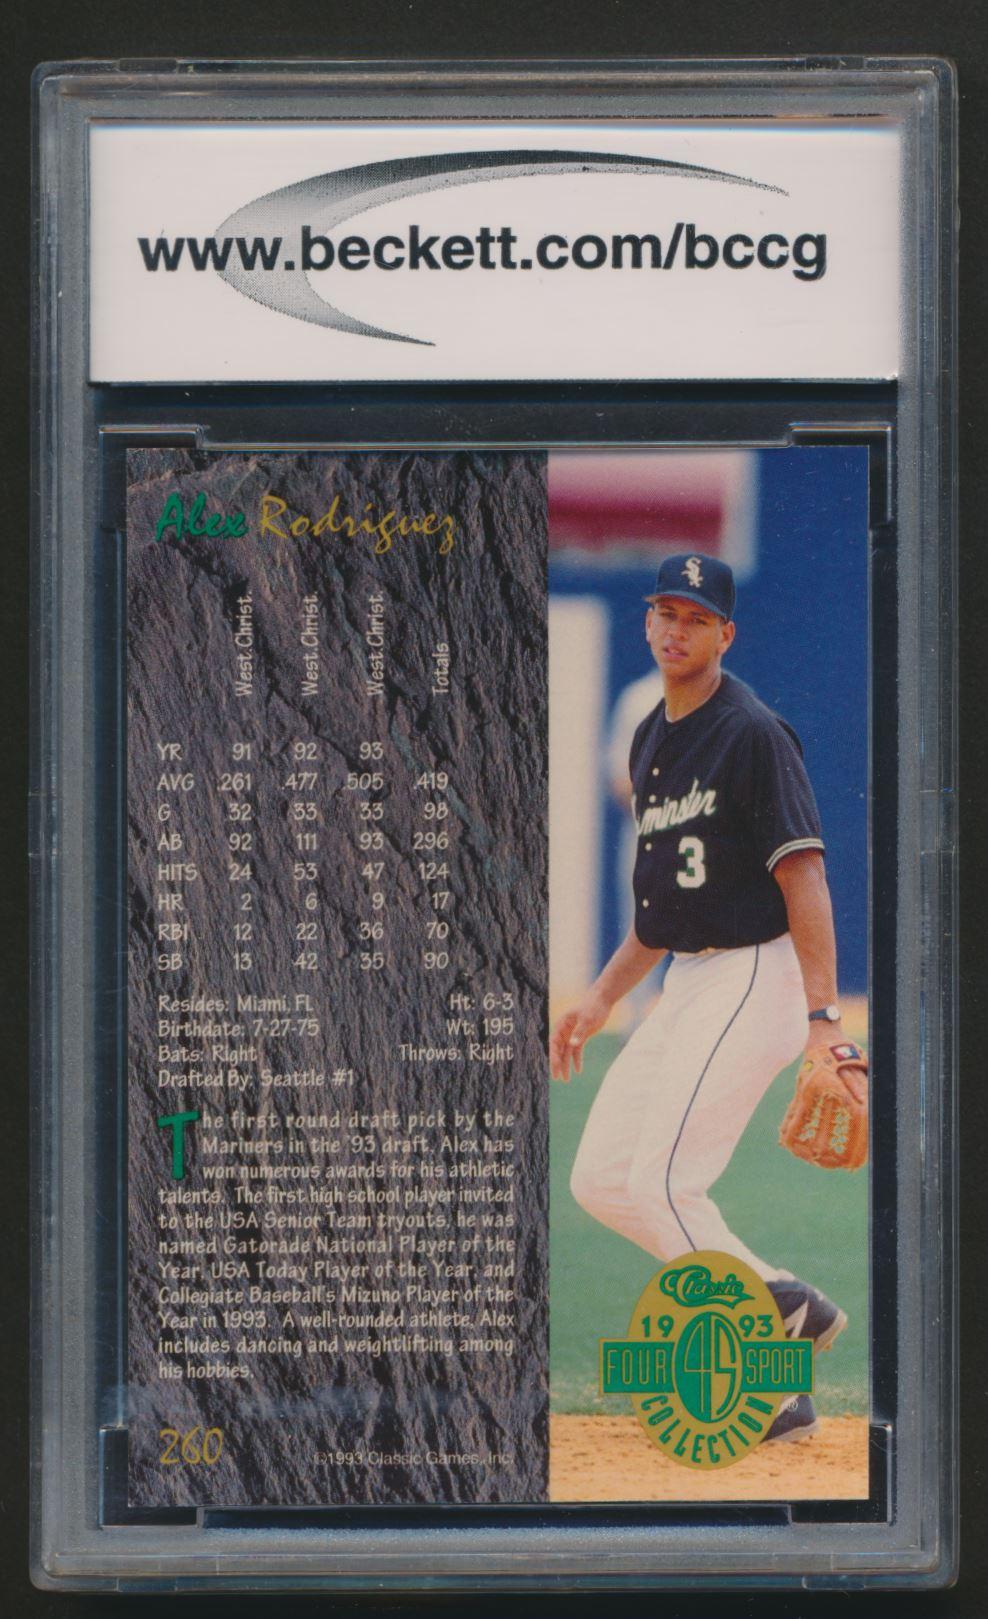 www.beckett.com/bccg
Alex Rodriguez
West.Christ. West.Christ. West.Christ. Totals
YR 91 92 93
AVG .261 .477 .505 .419
G 32 33 33 98
AB 92 111 93 296
HITS 24 53 47 124
HR 2 6 9 17
RBI 12 22 36 70
SB 13 42 35 90
Resides: Miami, FL Ht: 6-3
Birthdate: 7-27-75 Wt: 195
Bats: Right Throws: Right
Drafted By: Seattle #1
The first round draft pick by the
Mariners in the '93 draft, Alex has
won numerous awards for his athletic
talents. The first high school player invited
to the USA Senior Team tryouts, he was
named Gatorade National Player of the
Year, USA Today Player of the Year, and
Collegiate Baseball's Mizuno Player of the
Year in 1993. A well-rounded athlete, Alex
includes dancing and weightlifting among
his hobbies.
260
©1993 Classic Games, Inc.
Sox
minster
3
Classic
1993
FOUR 4S SPORT
COLLECTION
®